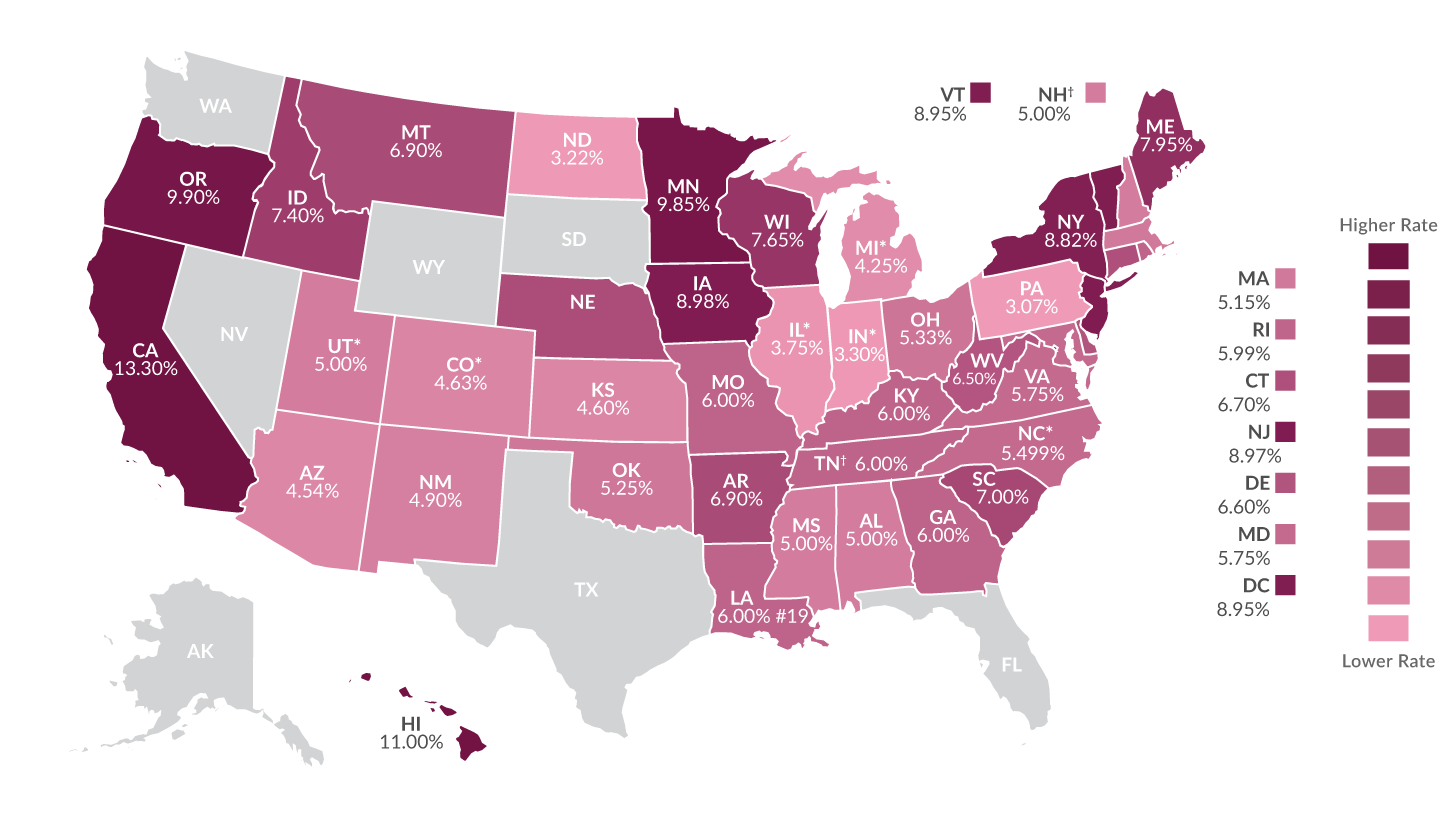 WA
VT
8.95%
NH†
5.00%
ME
7.95%
MT
6.90%
ND
3.22%
OR
9.90%
ID
7.40%
MN
9.85%
WI
7.65%
NY
8.82%
MI*
4.25%
SD
WY
Higher Rate
MA
5.15%
IA
8.98%
NE
PA
3.07%
NV
UT*
5.00%
CO*
4.63%
IL*
3.75%
IN*
3.30%
OH
5.33%
RI
5.99%
CA
13.30%
WV
6.50%
VA
5.75%
CT
6.70%
KS
4.60%
MO
6.00%
KY
6.00%
NJ
8.97%
NC*
5.499%
AZ
4.54%
NM
4.90%
OK
5.25%
TN† 6.00%
AR
6.90%
SC
7.00%
DE
6.60%
MS
5.00%
AL
5.00%
GA
6.00%
MD
5.75%
TX
LA
6.00% #19
DC
8.95%
AK
FL
Lower Rate
HI
11.00%